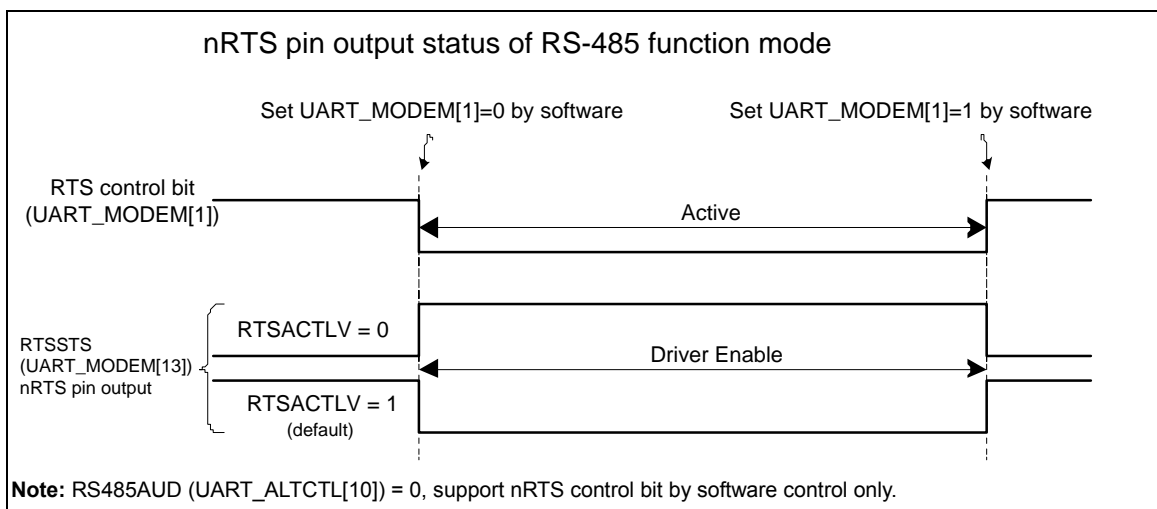 nRTS pin output status of RS-485 function mode
Set UART_MODEM[1]=0 by software
Set UART_MODEM[1]=1 by software
RTS control bit
(UART_MODEM[1])
Active
RTSACTLV = 0
RTSSTS
(UART_MODEM[13])
nRTS pin output
Driver Enable
RTSACTLV = 1
(default)
Note: RS485AUD (UART_ALTCTL[10]) = 0, support nRTS control bit by software control only.